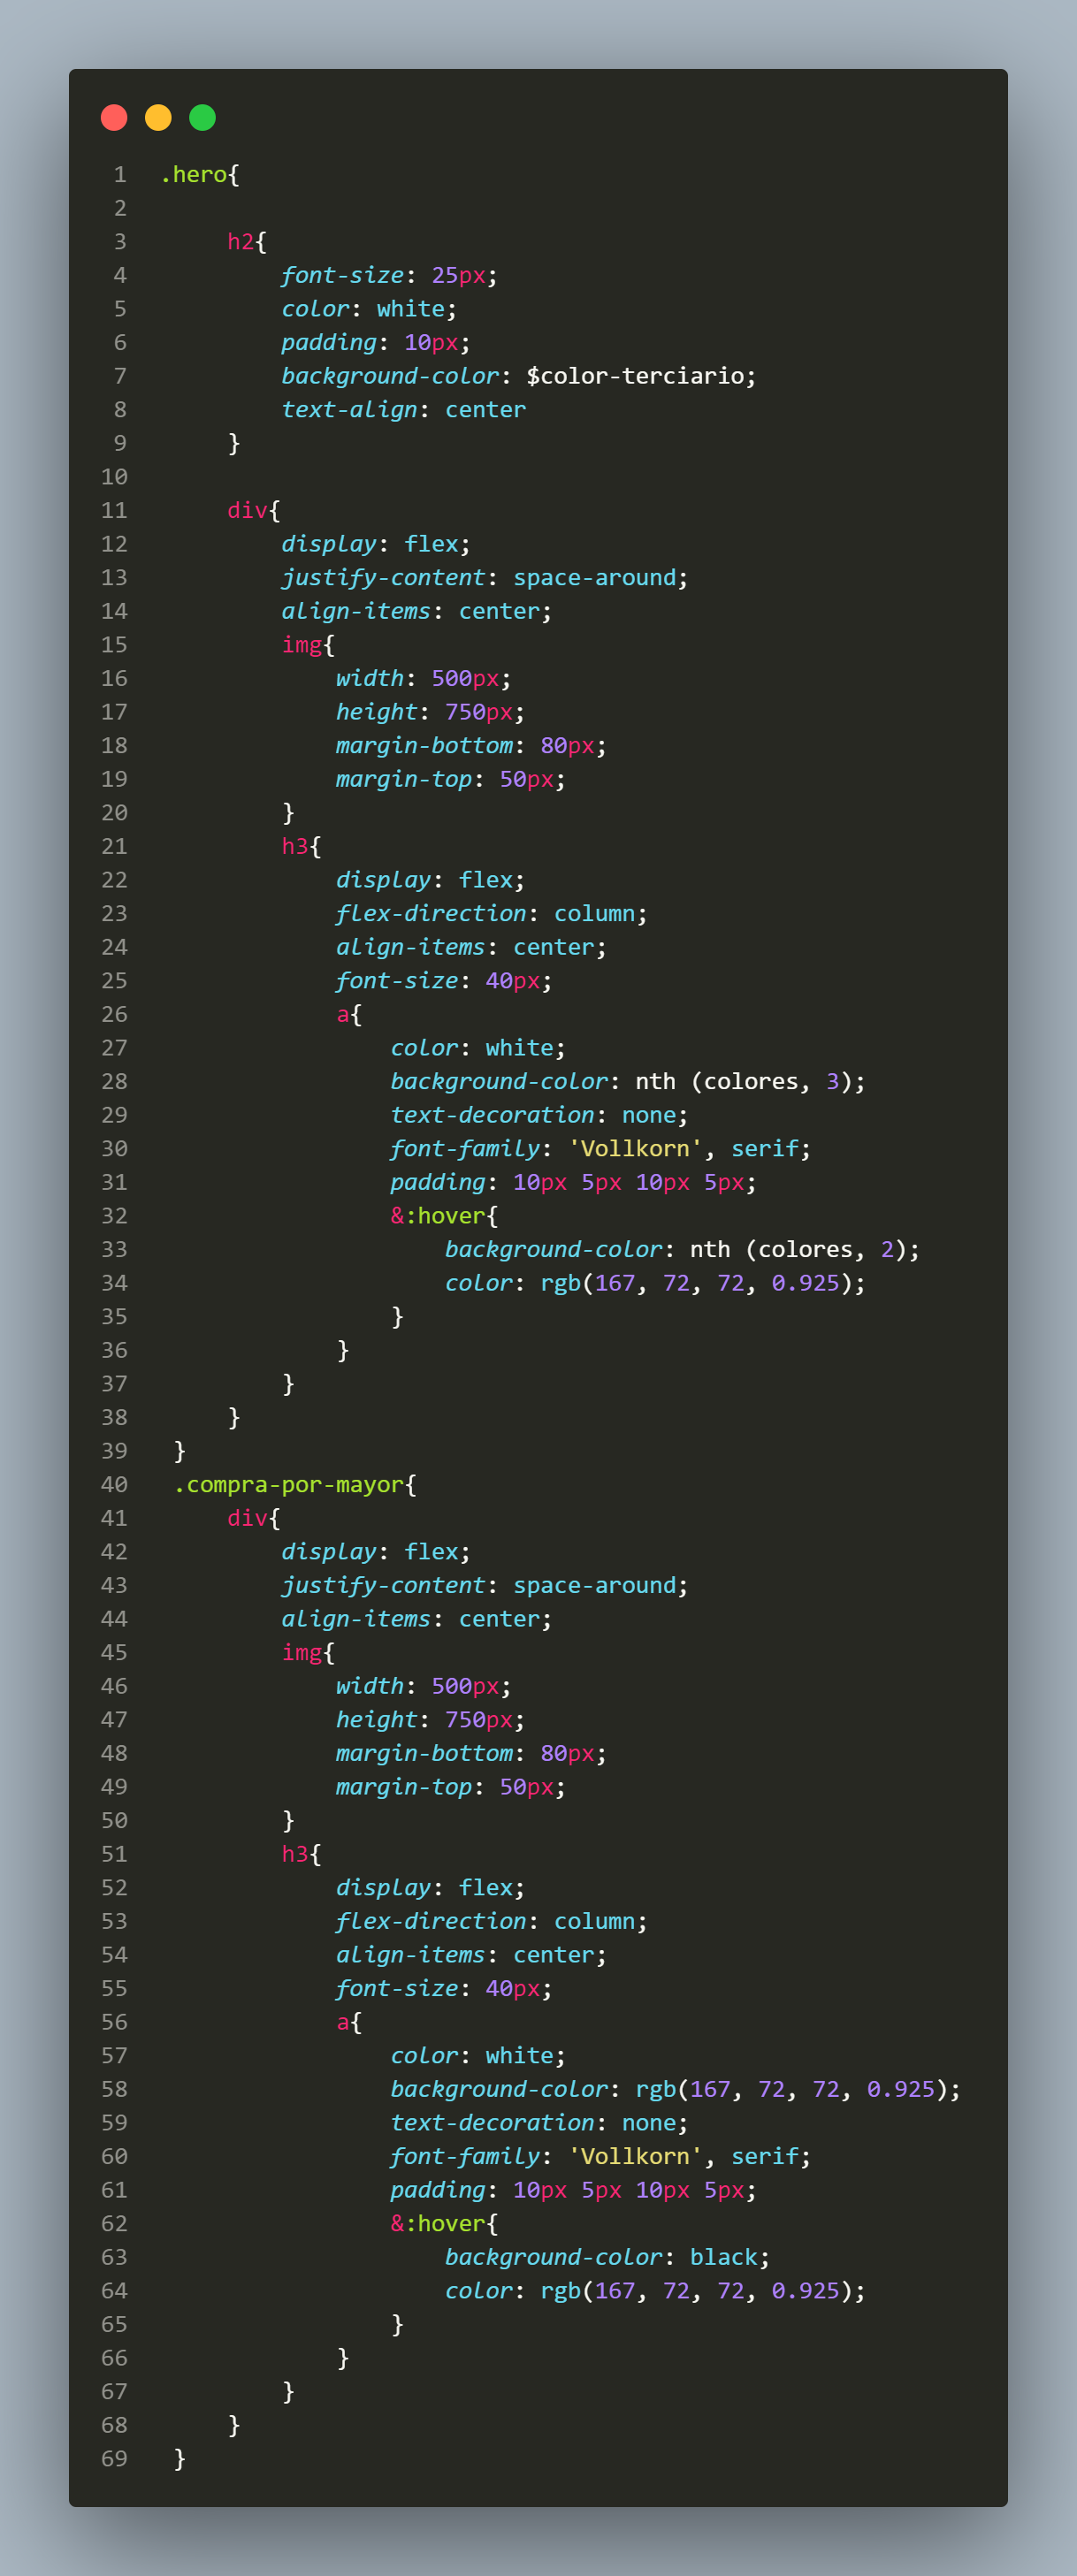 1 .hero{
2
3 h2{
4 font-size: 25px;
5 color: white;
6 padding: 10px;
7 background-color: $color-terciario;
8 text-align: center
9 }
10
11 div{
12 display: flex;
13 justify-content: space-around;
14 align-items: center;
15 img{
16 width: 500px;
17 height: 750px;
18 margin-bottom: 80px;
19 margin-top: 50px;
20 }
21 h3{
22 display: flex;
23 flex-direction: column;
24 align-items: center;
25 font-size: 40px;
26 a{
27 color: white;
28 background-color: nth (colores, 3);
29 text-decoration: none;
30 font-family: 'Vollkorn', serif;
31 padding: 10px 5px 10px 5px;
32 &:hover{
33 background-color: nth (colores, 2);
34 color: rgb(167, 72, 72, 0.925);
35 }
36 }
37 }
38 }
39 }
40 .compra-por-mayor{
41 div{
42 display: flex;
43 justify-content: space-around;
44 align-items: center;
45 img{
46 width: 500px;
47 height: 750px;
48 margin-bottom: 80px;
49 margin-top: 50px;
50 }
51 h3{
52 display: flex;
53 flex-direction: column;
54 align-items: center;
55 font-size: 40px;
56 a{
57 color: white;
58 background-color: rgb(167, 72, 72, 0.925);
59 text-decoration: none;
60 font-family: 'Vollkorn', serif;
61 padding: 10px 5px 10px 5px;
62 &:hover{
63 background-color: black;
64 color: rgb(167, 72, 72, 0.925);
65 }
66 }
67 }
68 }
69 }